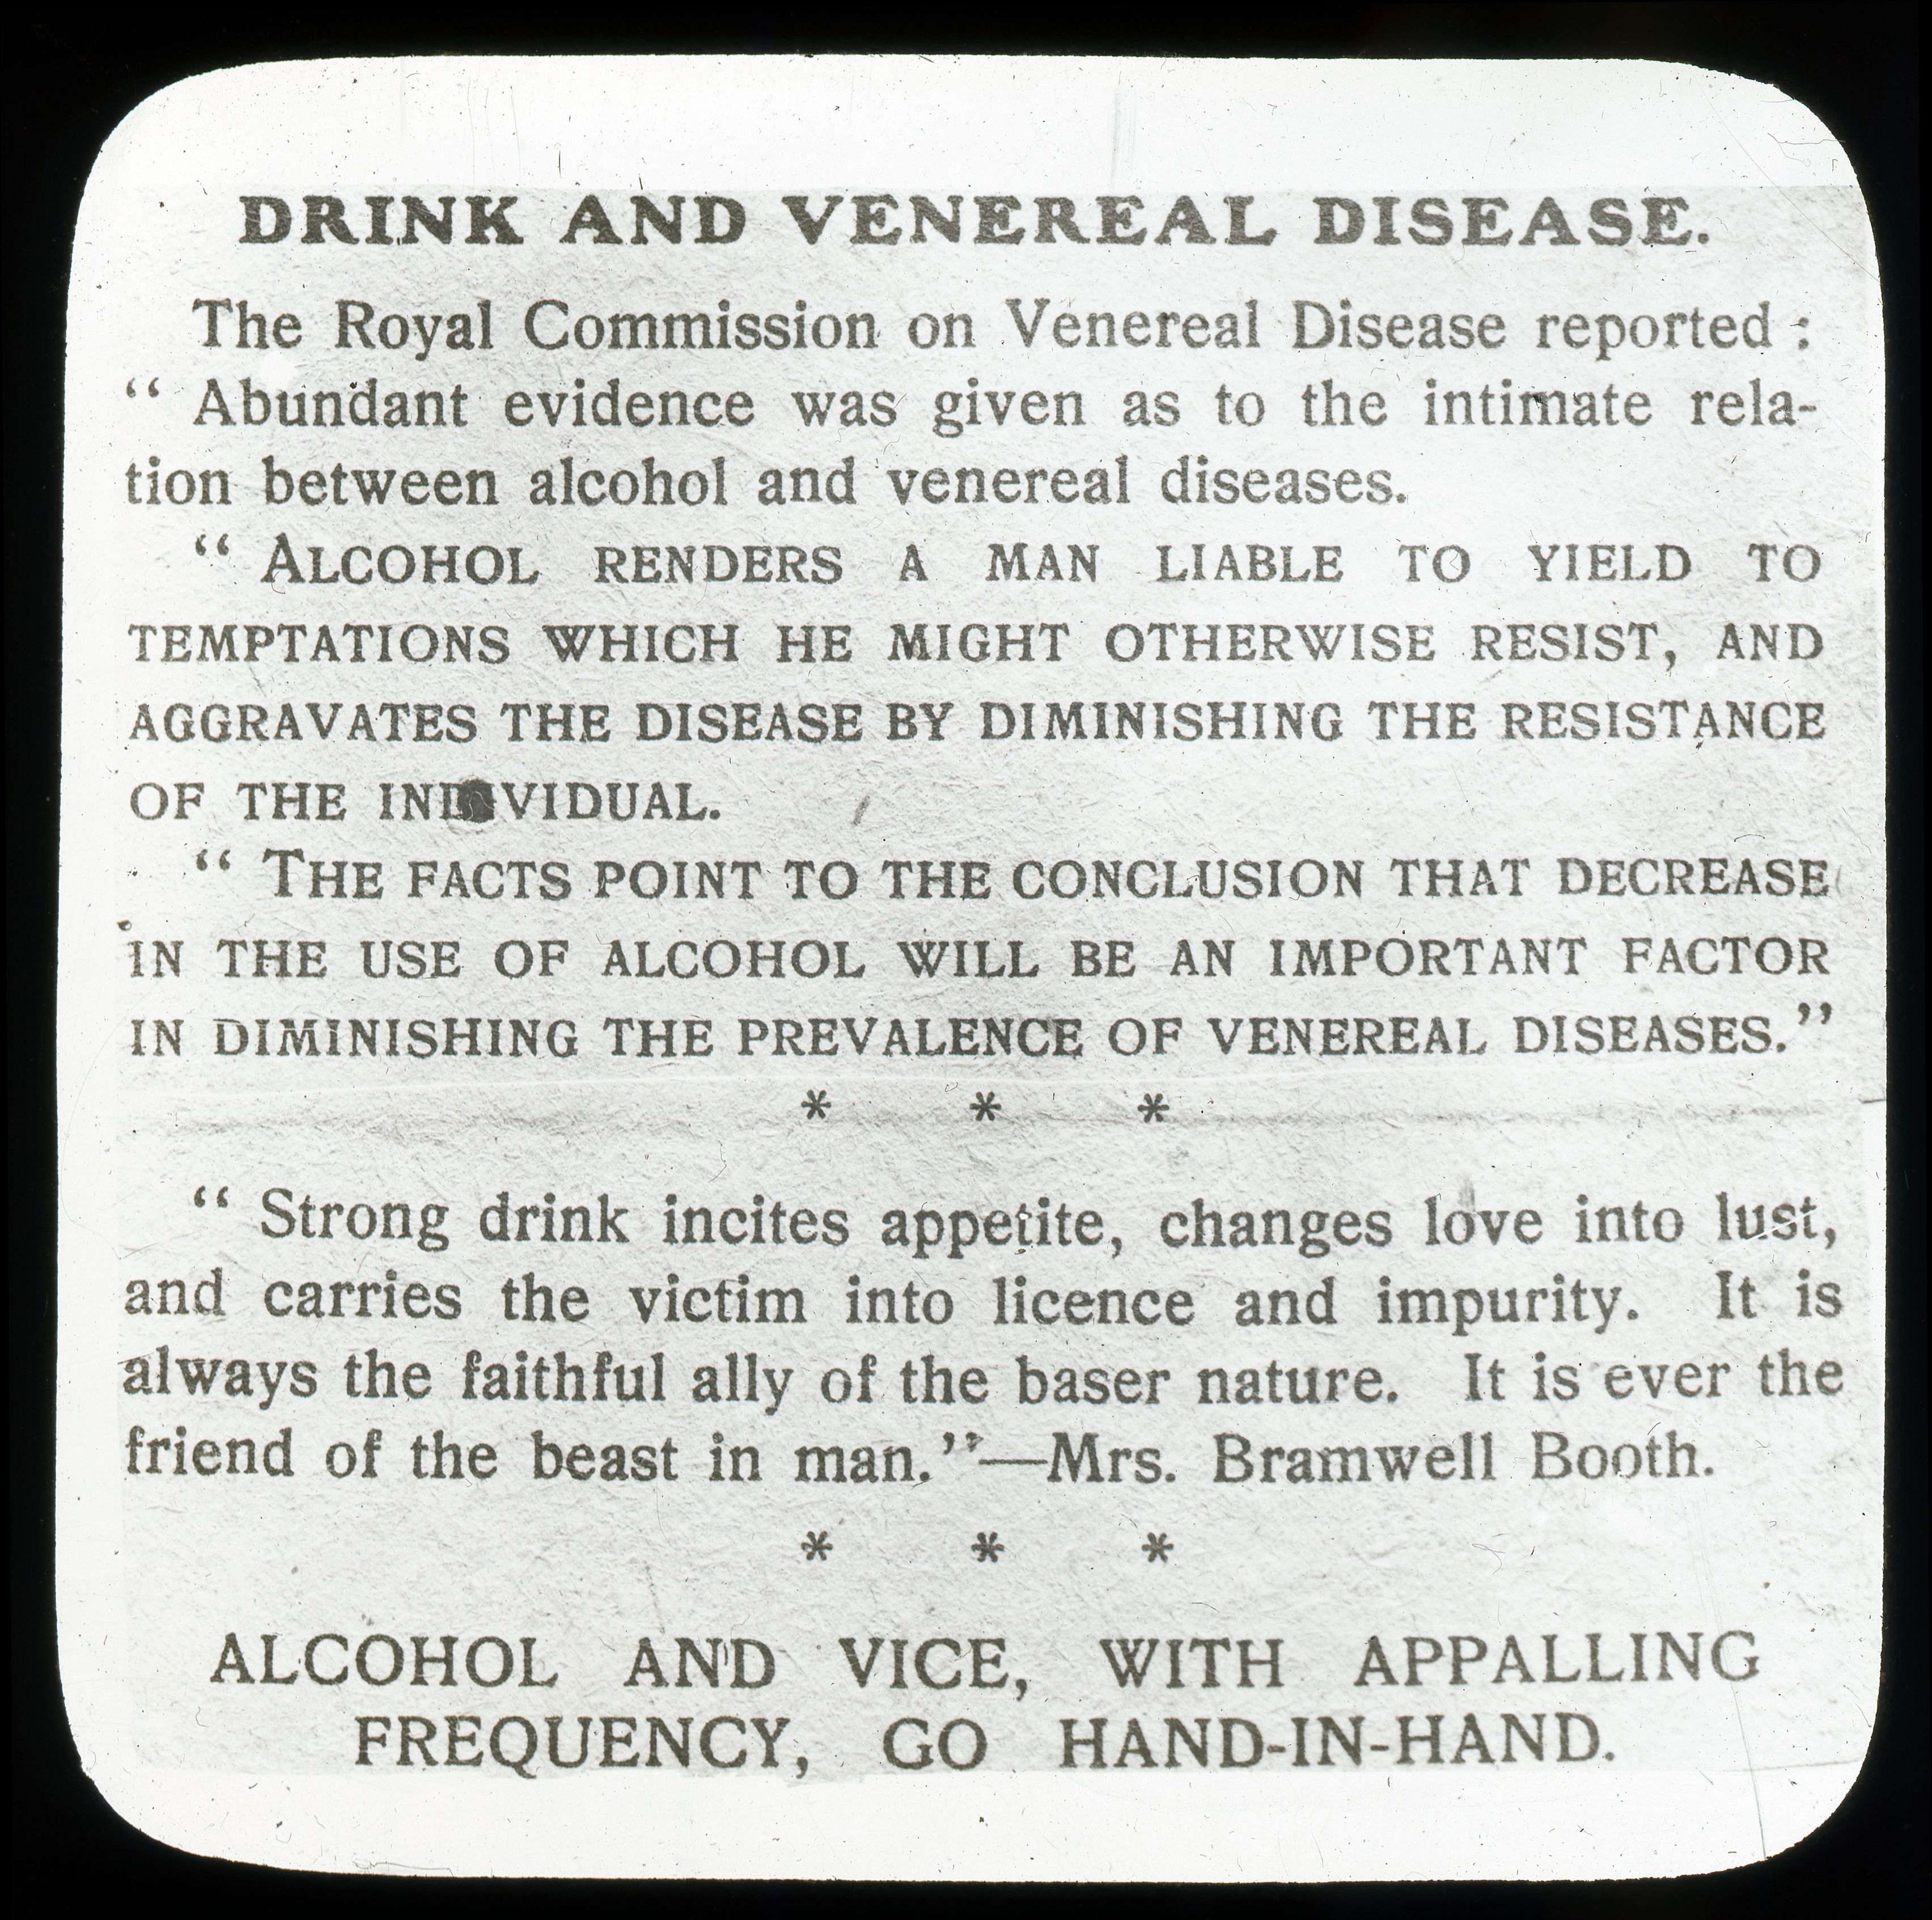 DRINK AND VENEREAL DISEASE.
The Royal Commission on Venereal Disease reported :
“ Abundant evidence was given as to the intimate rela-
tion between alcohol and venereal diseases.
“ ALCOHOL RENDERS A MAN LIABLE TO YIELD TO
TEMPTATIONS WHICH HE MIGHT OTHERWISE RESIST, AND
AGGRAVATES THE DISEASE BY DIMINISHING THE RESISTANCE
OF THE INDIVIDUAL.
“ THE FACTS POINT TO THE CONCLUSION THAT DECREASE
IN THE USE OF ALCOHOL WILL BE AN IMPORTANT FACTOR
IN DIMINISHING THE PREVALENCE OF VENEREAL DISEASES.”
* * *
“ Strong drink incites appetite, changes love into lust,
and carries the victim into licence and impurity. It is
always the faithful ally of the baser nature. It is ever the
friend of the beast in man.”—Mrs. Bramwell Booth.
* * *
ALCOHOL AND VICE, WITH APPALLING
FREQUENCY, GO HAND-IN-HAND.